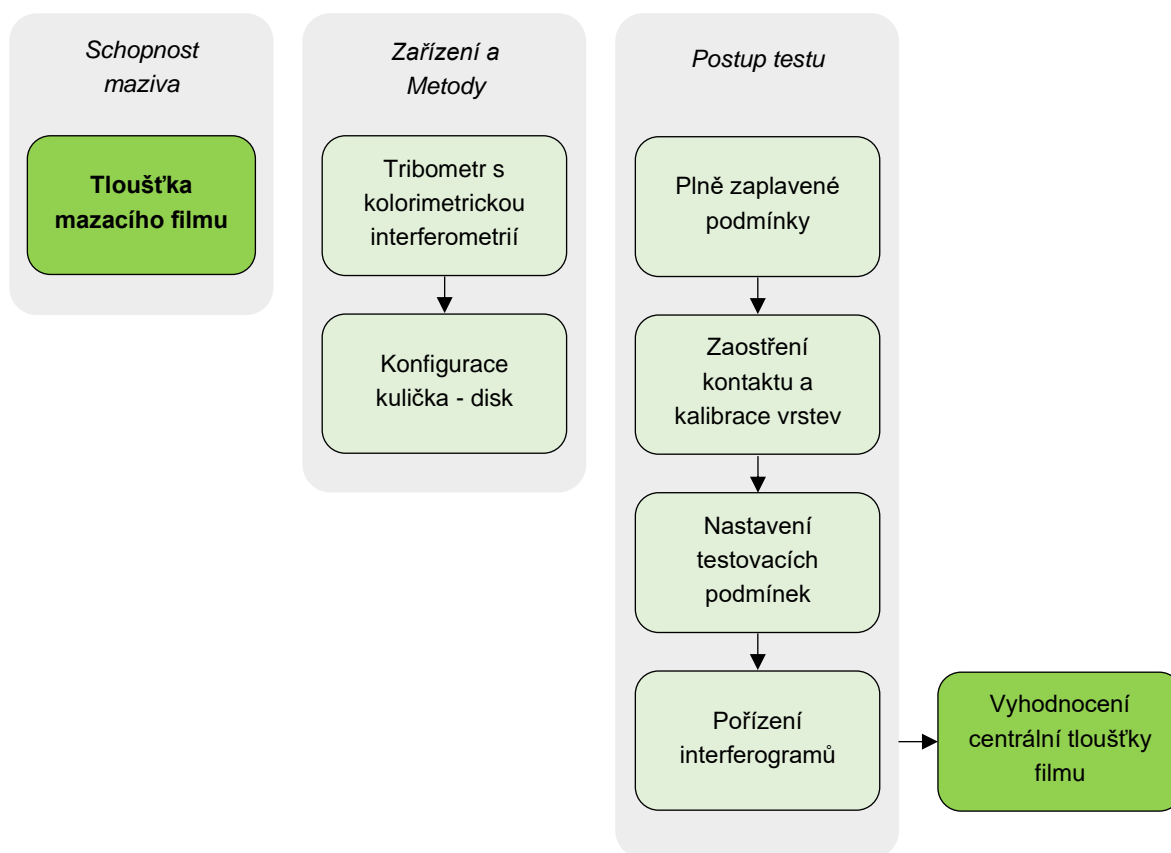 Schopnost
maziva
Tloušťka
mazacího filmu
Zařízení a
Metody
Tribometr s
kolorimetrickou
interferometrií
Konfigurace
kulička - disk
Postup testu
Plně zaplavené
podmínky
Zaostření
kontaktu a
kalibrace vrstev
Nastavení
testovacích
podmínek
Pořízení
interferogramů
Vyhodnocení
centrální tloušťky
filmu